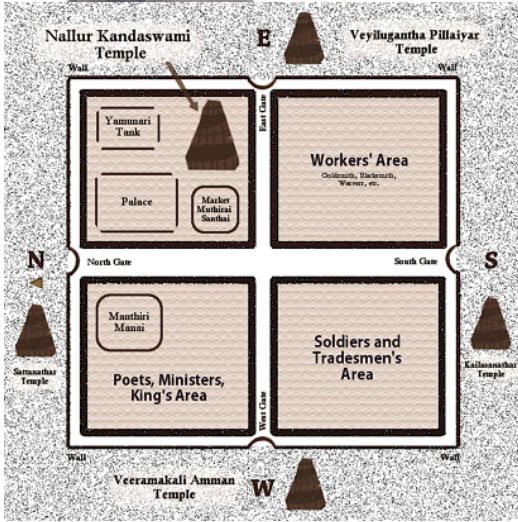 Nallur Kandaswami
Temple
E
Veyilugantha Pillaiyar
Temple
Wall
Wall
East Gate
Yamunari
Tank
Palace
Market
Muthirai
Santhai
Workers' Area
Goldsmith, Blacksmith,
Weavers, etc.
N
North Gate
South Gate
S
Sattanathar
Temple
Manthiri
Manai
Poets, Ministers,
King's Area
Soldiers and
Tradesmen's
Area
Kailasanathar
Temple
West Gate
Wall
Wall
Veeramakali Amman
Temple
W